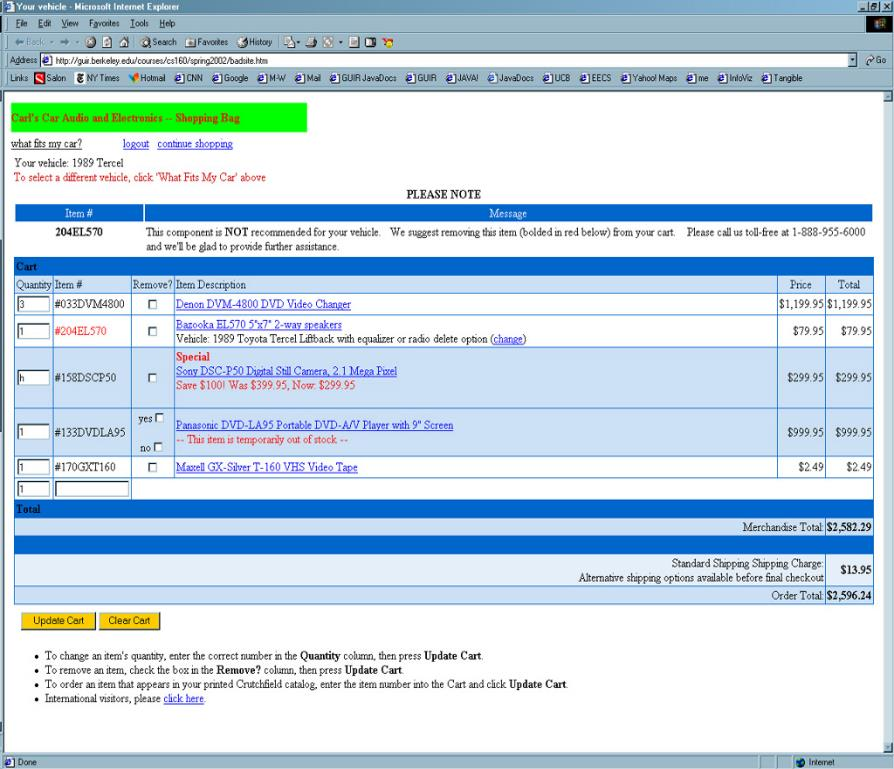 Your vehicle - Microsoft Internet Explorer
File Edit View Favorites Tools Help
Back Search Favorites History
Address http://guir.berkeley.edu/courses/cs160/spring2002/badsite.htm Go
Links Salon NY Times Hotmail CNN Google M-W Mail GUIR JavaDocs GUIR JAVA! JavaDocs UCB EECS Yahoo! Maps me InfoViz Tangible
Carl's Car Audio and Electronics -- Shopping Bag
what fits my car? logout continue shopping
Your vehicle: 1989 Tercel
To select a different vehicle, click 'What Fits My Car' above
PLEASE NOTE
Item # Message
204EL570 This component is NOT recommended for your vehicle. We suggest removing this item (bolded in red below) from your cart. Please call us toll-free at 1-888-955-6000
and we'll be glad to provide further assistance.
Cart
Quantity Item # Remove? Item Description Price Total
3 #033DVM4800 Denon DVM-4800 DVD Video Changer $1,199.95 $1,199.95
1 #204EL570 Bazooka EL570 5"x7" 2-way speakers $79.95 $79.95
Vehicle: 1989 Toyota Tercel Liftback with equalizer or radio delete option (change)
Special
h #158DSCP50 Sony DSC-P50 Digital Still Camera, 2.1 Mega Pixel $299.95 $299.95
Save $100! Was $399.95, Now: $299.95
yes
1 #133DVDLA95 Panasonic DVD-LA95 Portable DVD-A/V Player with 9" Screen $999.95 $999.95
-- This item is temporarily out of stock --
no
1 #170GXT160 Maxell GX-Silver T-160 VHS Video Tape $2.49 $2.49
1
Total
Merchandise Total: $2,582.29
Standard Shipping Shipping Charge: $13.95
Alternative shipping options available before final checkout
Order Total: $2,596.24
Update Cart Clear Cart
• To change an item's quantity, enter the correct number in the Quantity column, then press Update Cart.
• To remove an item, check the box in the Remove? column, then press Update Cart.
• To order an item that appears in your printed Crutchfield catalog, enter the item number into the Cart and click Update Cart.
• International visitors, please click here.
Done Internet